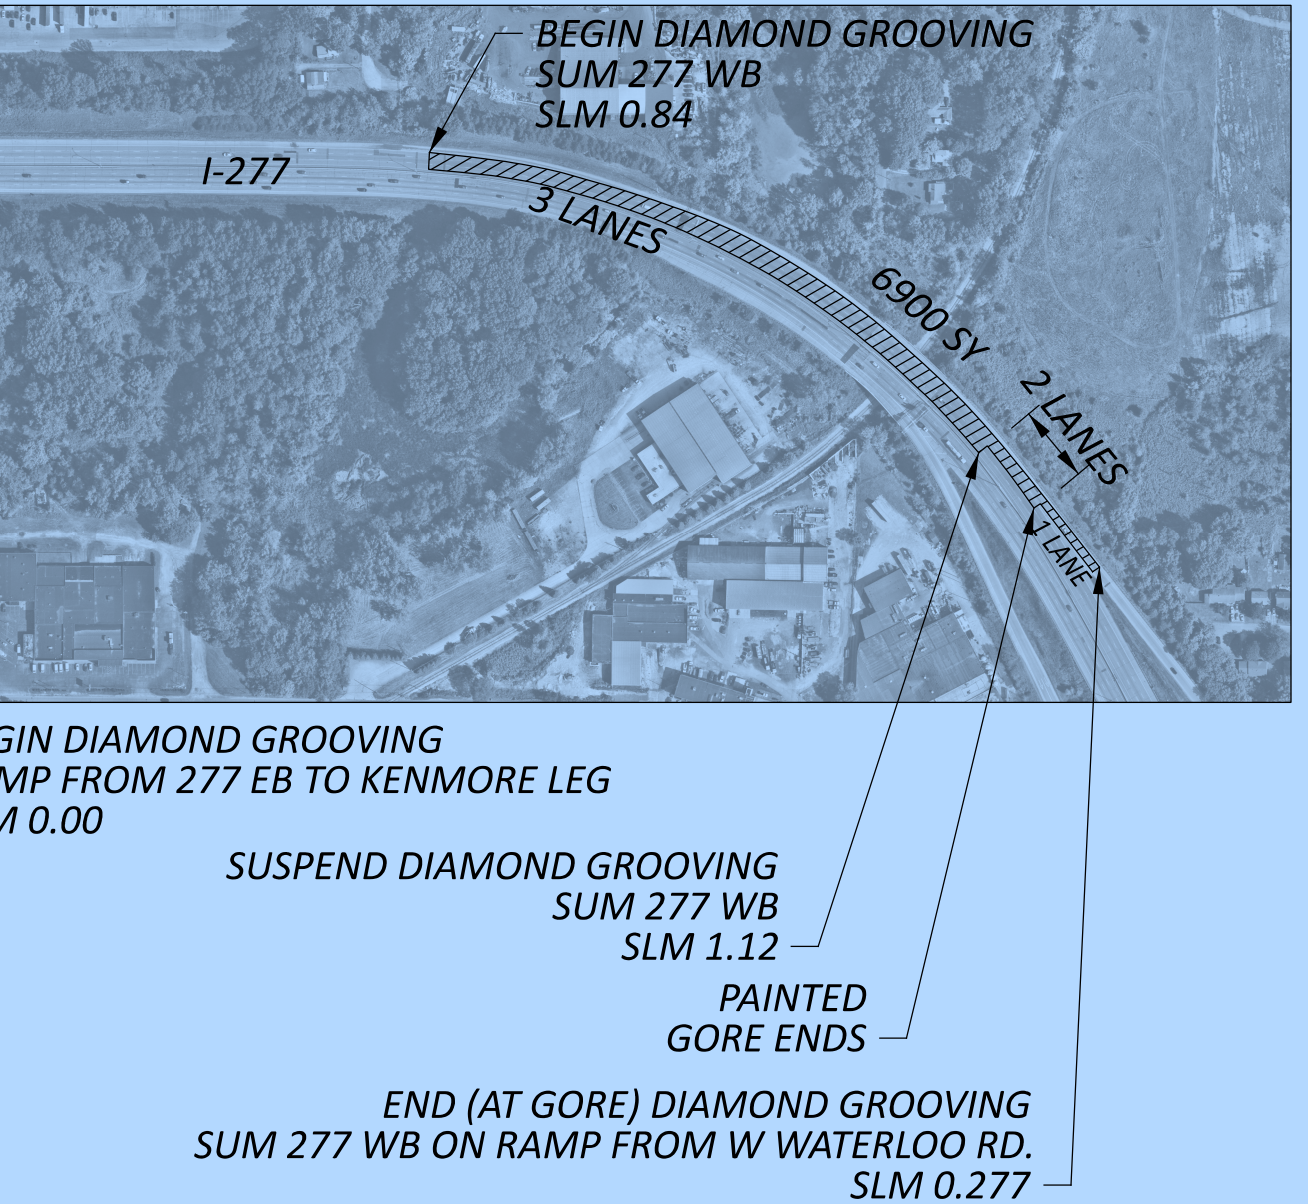 BEGIN DIAMOND GROOVING
SUM 277 WB
SLM 0.84
I-277
3 LANES
6900 SY
2 LANES
1 LANE
GIN DIAMOND GROOVING
MP FROM 277 EB TO KENMORE LEG
M 0.00
SUSPEND DIAMOND GROOVING
SUM 277 WB
SLM 1.12
PAINTED
GORE ENDS
END (AT GORE) DIAMOND GROOVING
SUM 277 WB ON RAMP FROM W WATERLOO RD.
SLM 0.277